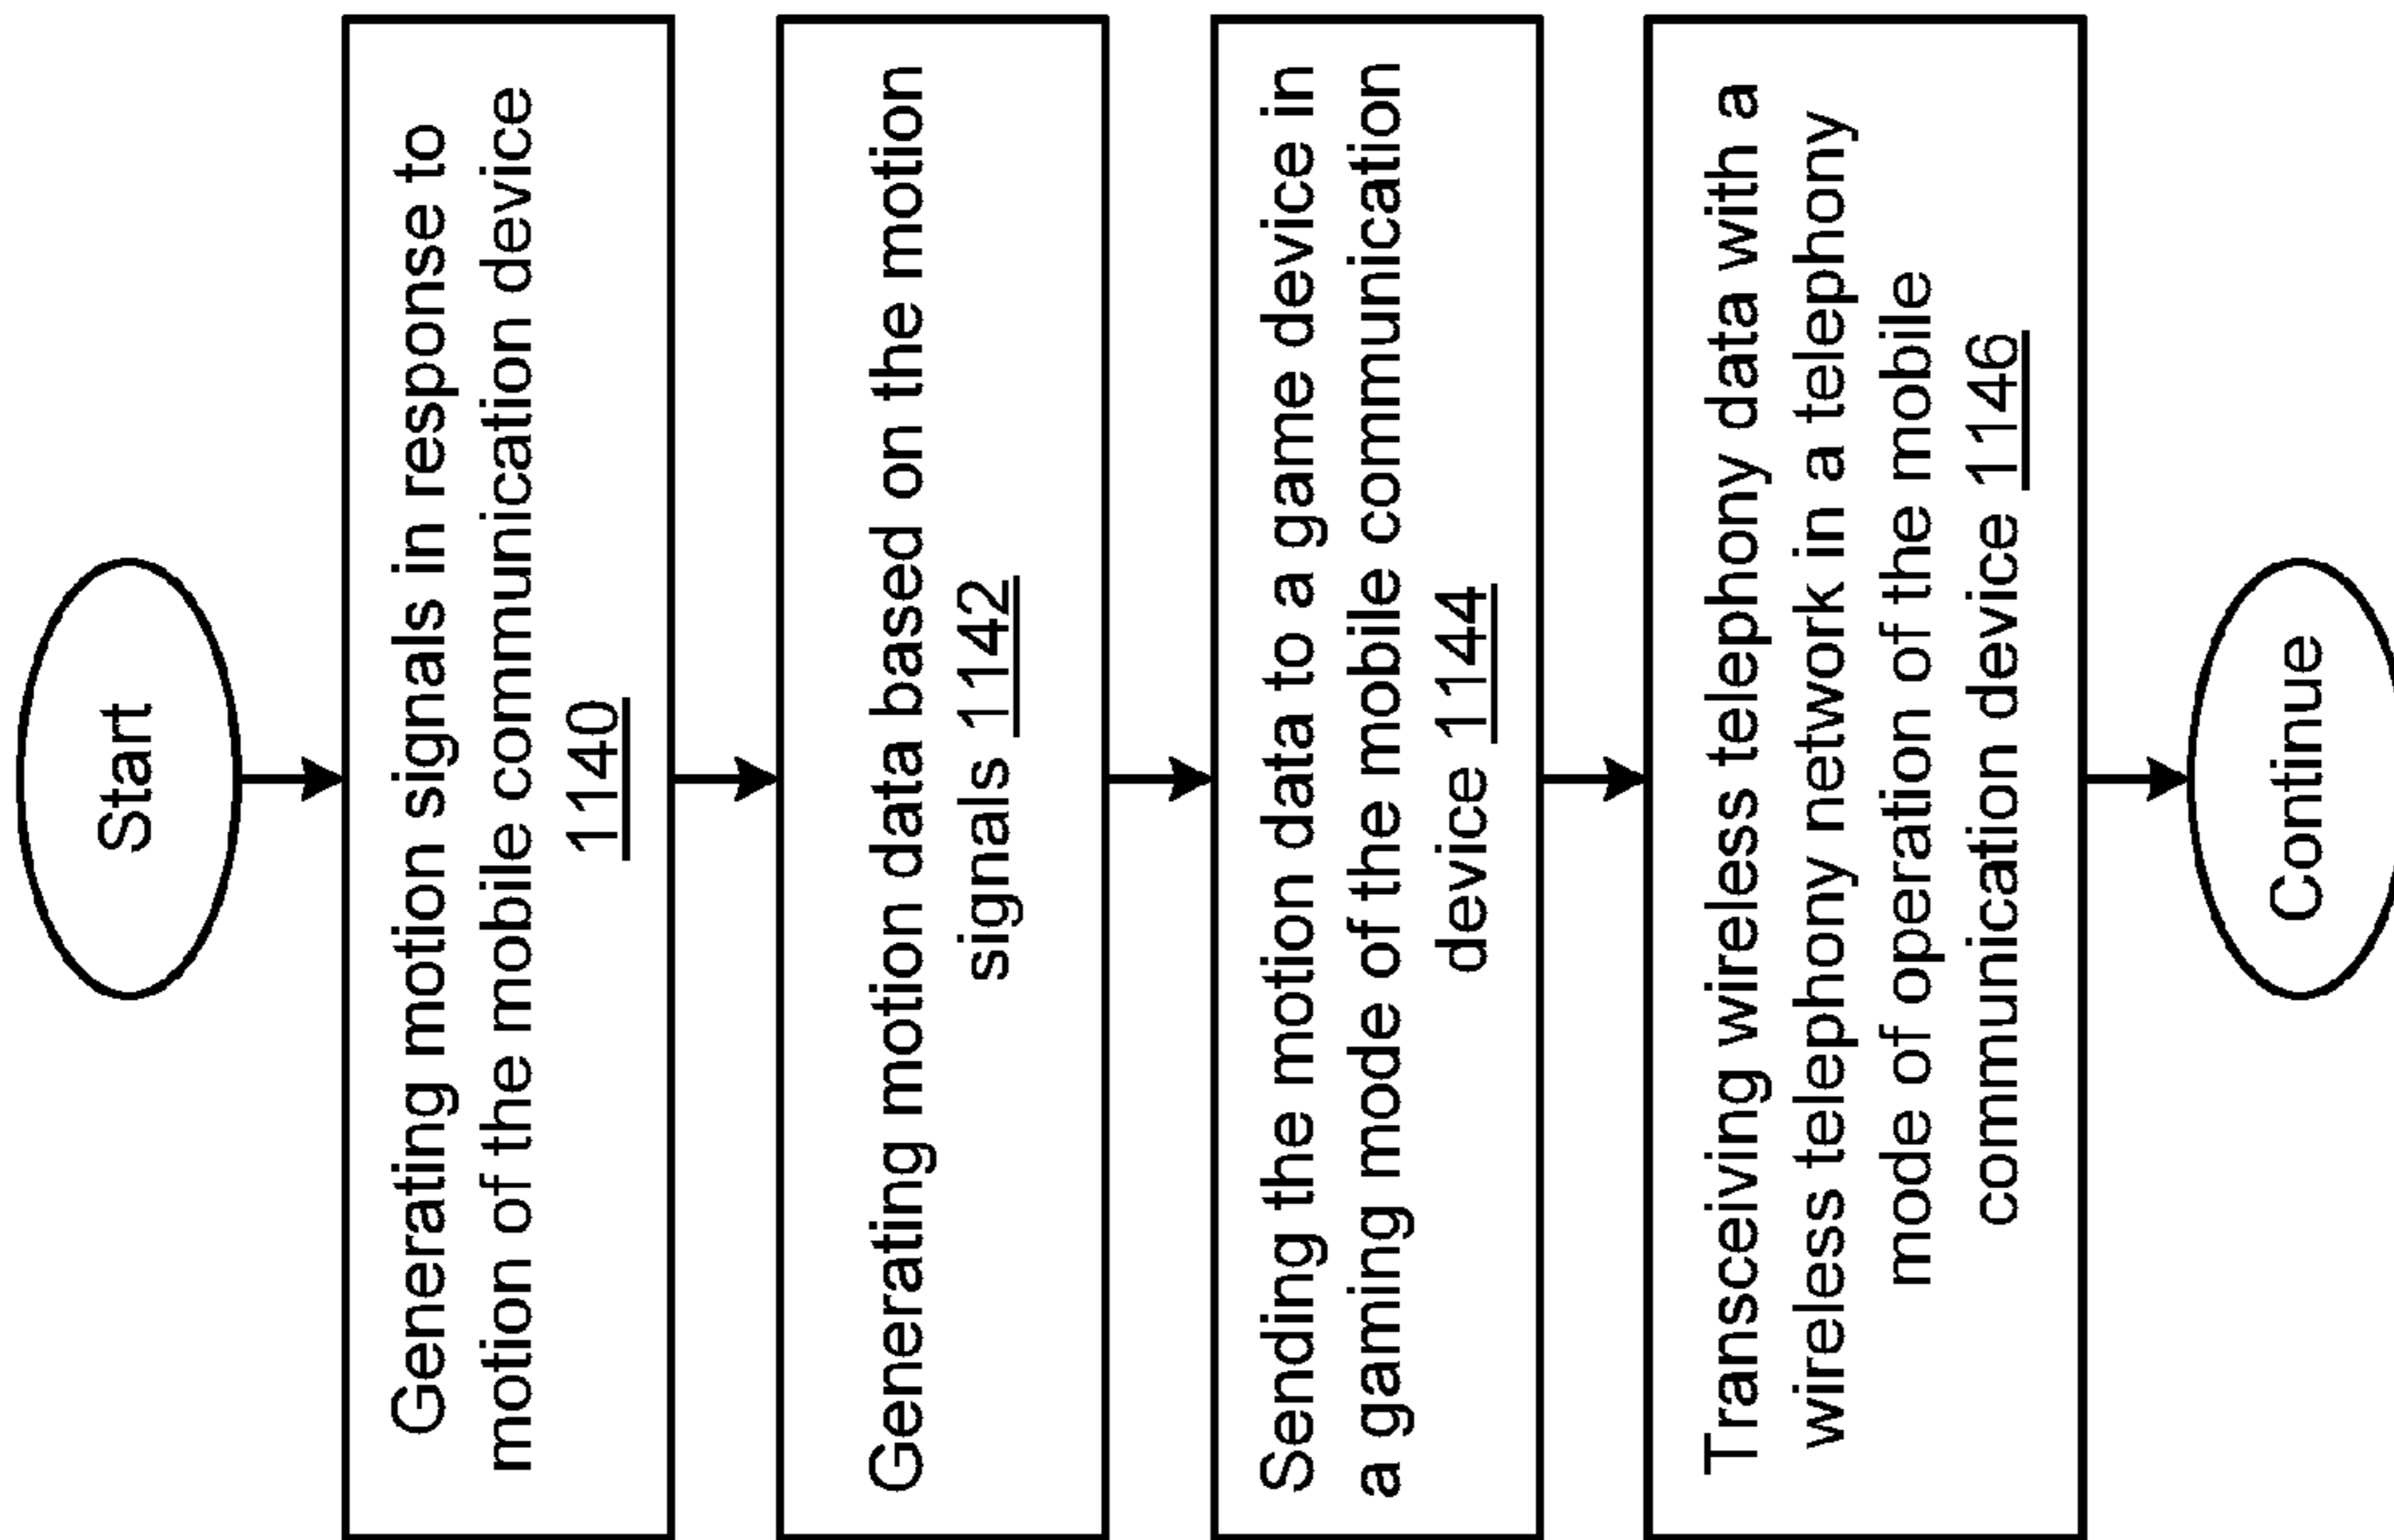 Start
Generating motion signals in response to
motion of the mobile communication device
1140
Generating motion data based on the motion
signals 1142
Sending the motion data to a game device in
a gaming mode of the mobile communication
device 1144
Transceiving wireless telephony data with a
wireless telephony network in a telephony
mode of operation of the mobile
communication device 1146
Continue